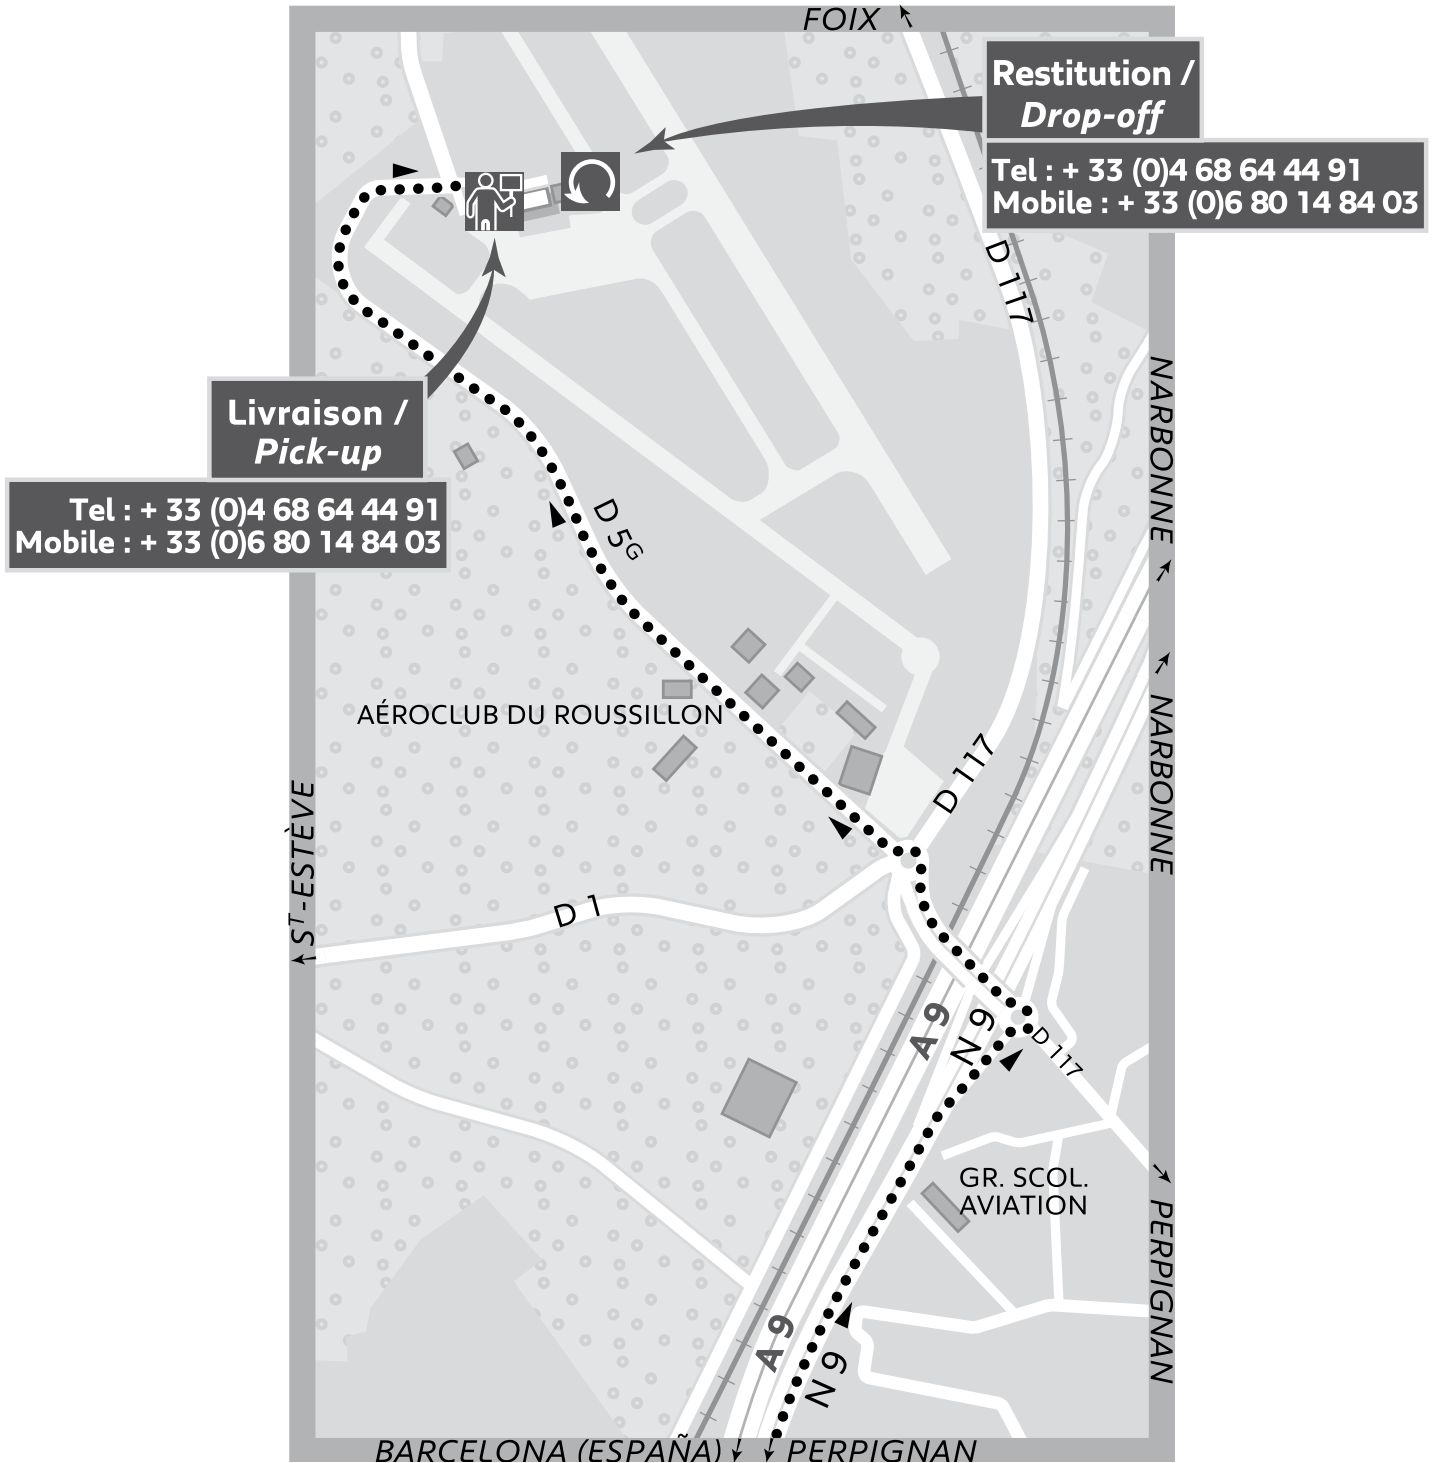 FOIX
Restitution /
Drop-off
Tel : + 33 (0)4 68 64 44 91
Mobile : + 33 (0)6 80 14 84 03
D 117
NARBONNE
Livraison /
Pick-up
Tel : + 33 (0)4 68 64 44 91
Mobile : + 33 (0)6 80 14 84 03
D 5G
AÉROCLUB DU ROUSSILLON
NARBONNE
D 117
ST-ESTÈVE
D 1
A 9
N 9
D 117
GR. SCOL.
AVIATION
PERPIGNAN
A 9
N 9
BARCELONA (ESPAÑA)
PERPIGNAN